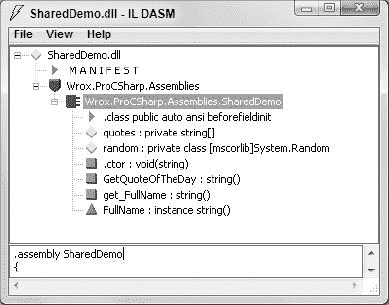 SharedDemo.dll - IL DASM
File View Help
SharedDemo.dll
MANIFEST
Wrox.ProCSharp.Assemblies
Wrox.ProCSharp.Assemblies.SharedDemo
.class public auto ansi beforefieldinit
quotes : private string[]
random : private class [mscorlib]System.Random
.ctor : void(string)
GetQuoteOfTheDay : string()
get_FullName : string()
FullName : instance string()
.assembly SharedDemo
{